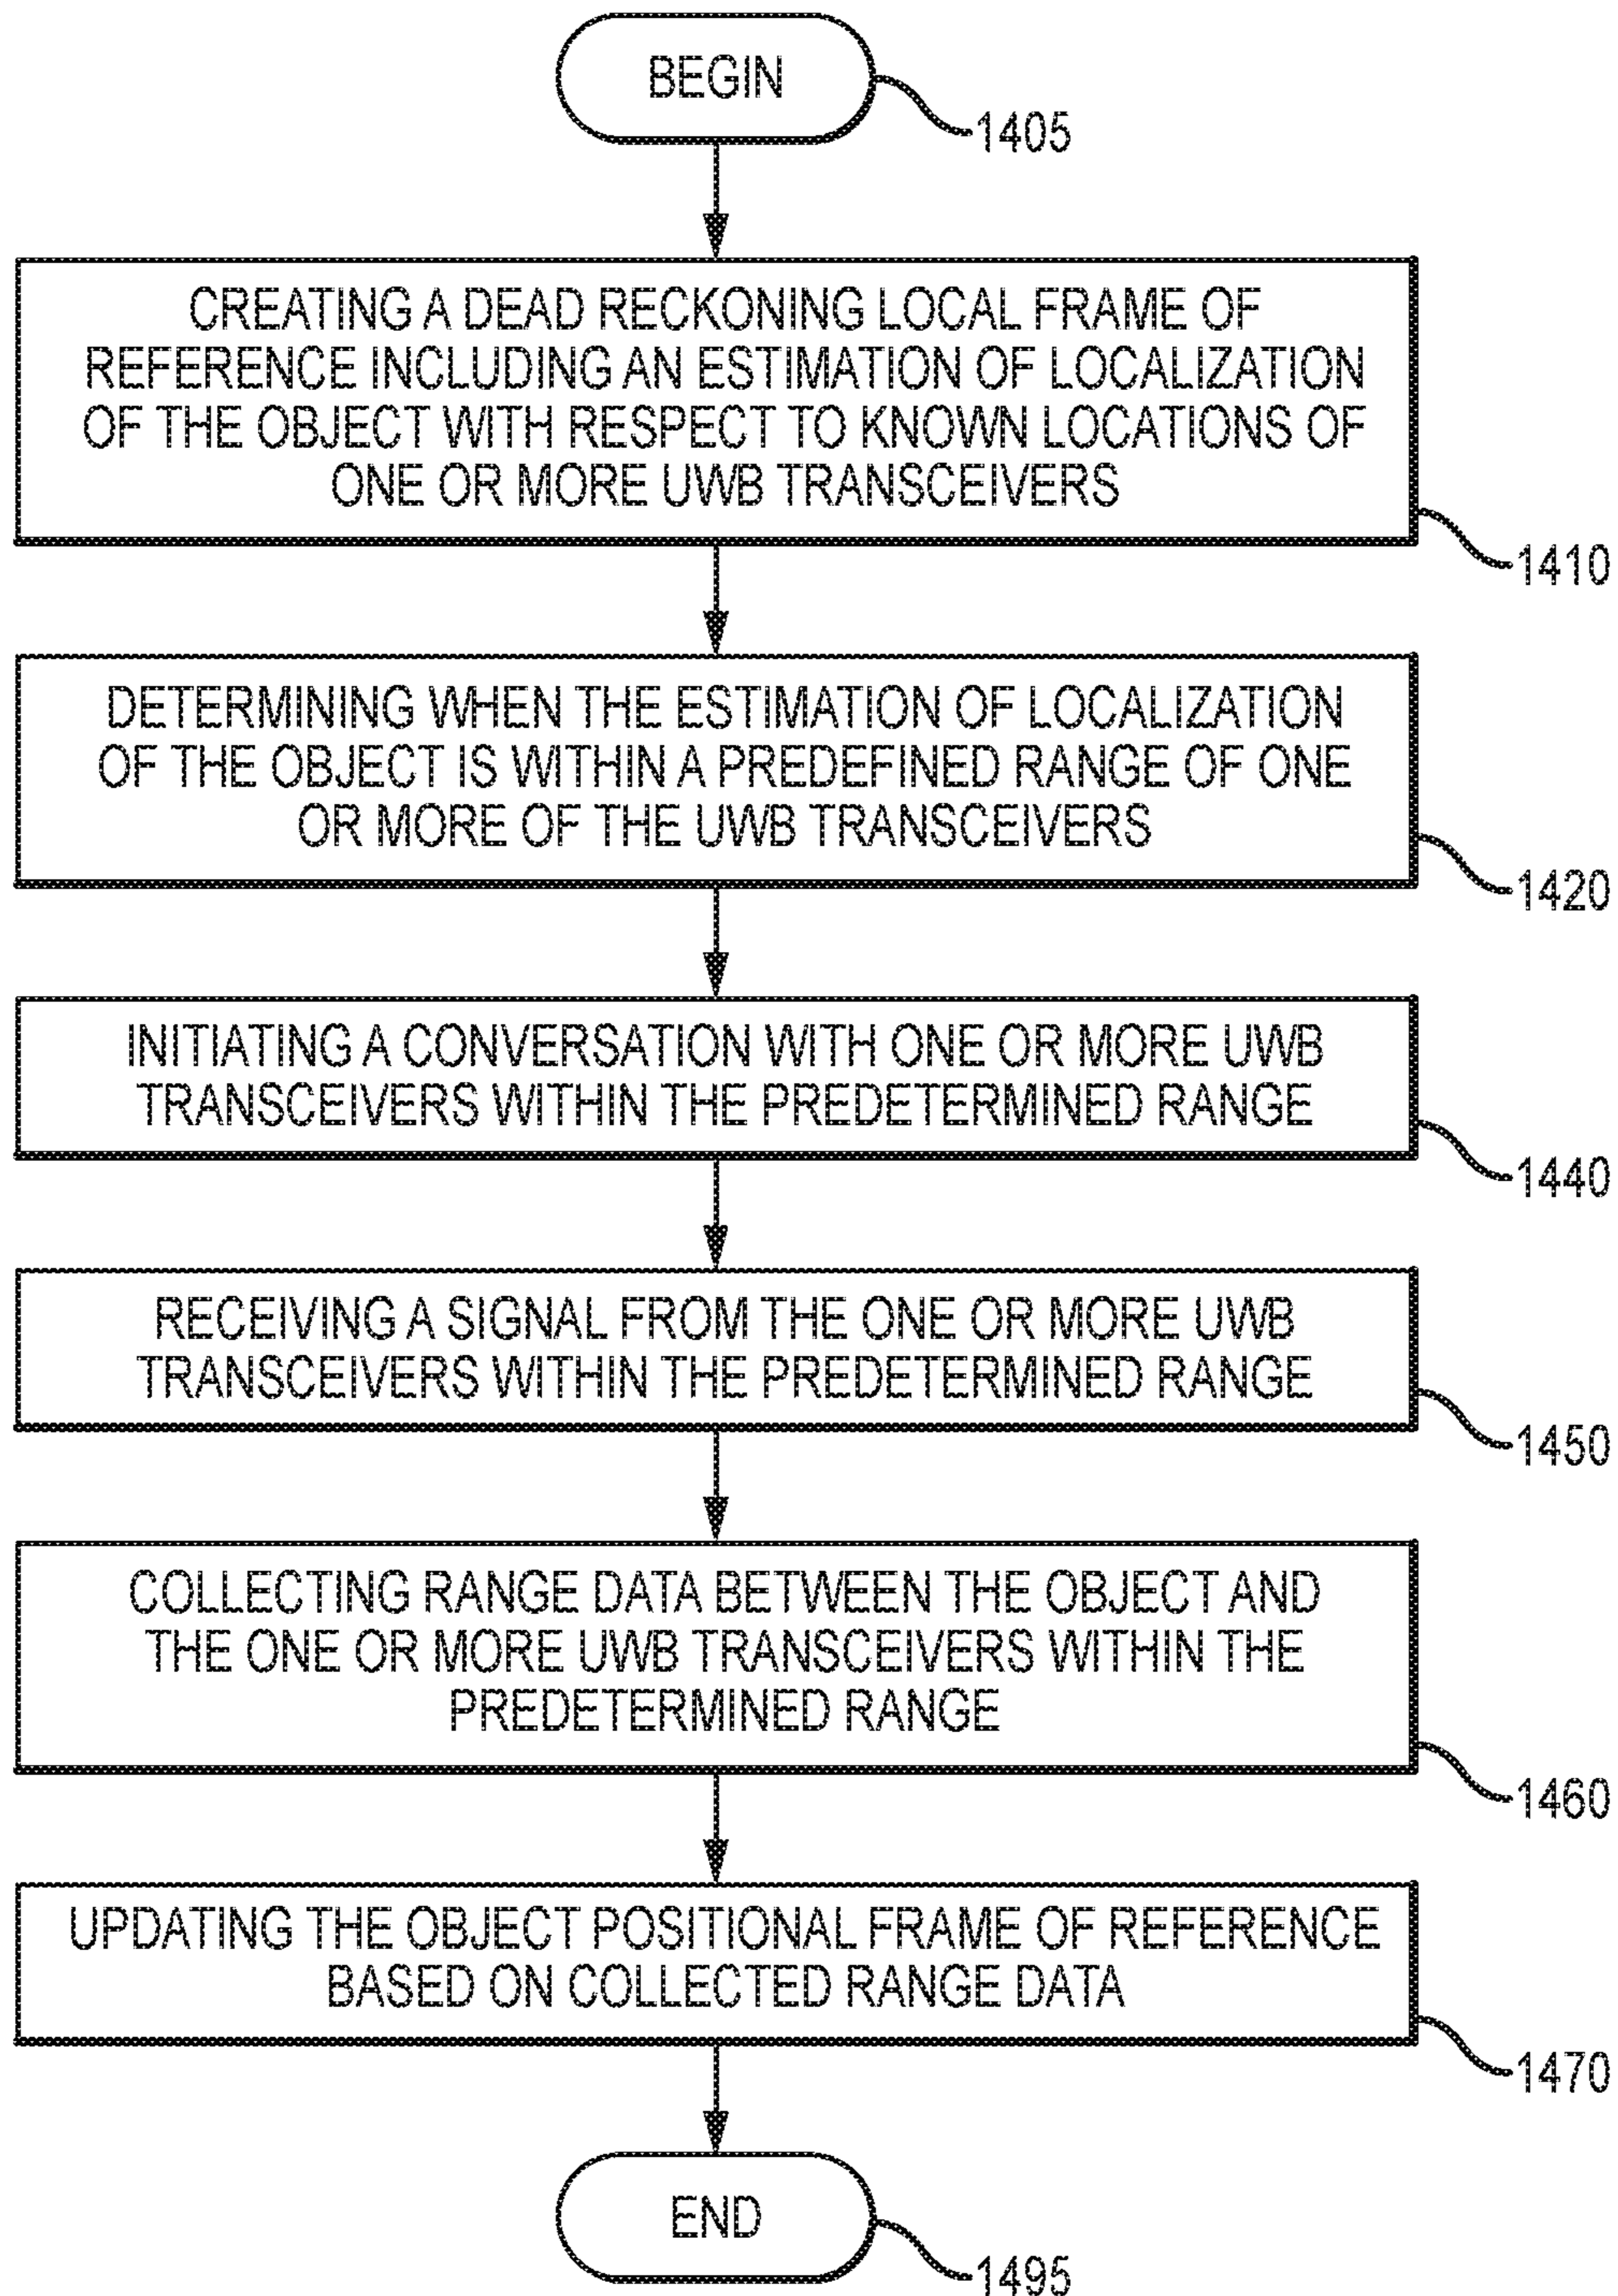 BEGIN
1405
CREATING A DEAD RECKONING LOCAL FRAME OF
REFERENCE INCLUDING AN ESTIMATION OF LOCALIZATION
OF THE OBJECT WITH RESPECT TO KNOWN LOCATIONS OF
ONE OR MORE UWB TRANSCEIVERS
1410
DETERMINING WHEN THE ESTIMATION OF LOCALIZATION
OF THE OBJECT IS WITHIN A PREDEFINED RANGE OF ONE
OR MORE OF THE UWB TRANSCEIVERS
1420
INITIATING A CONVERSATION WITH ONE OR MORE UWB
TRANSCEIVERS WITHIN THE PREDETERMINED RANGE
1440
RECEIVING A SIGNAL FROM THE ONE OR MORE UWB
TRANSCEIVERS WITHIN THE PREDETERMINED RANGE
1450
COLLECTING RANGE DATA BETWEEN THE OBJECT AND
THE ONE OR MORE UWB TRANSCEIVERS WITHIN THE
PREDETERMINED RANGE
1460
UPDATING THE OBJECT POSITIONAL FRAME OF REFERENCE
BASED ON COLLECTED RANGE DATA
1470
END
1495